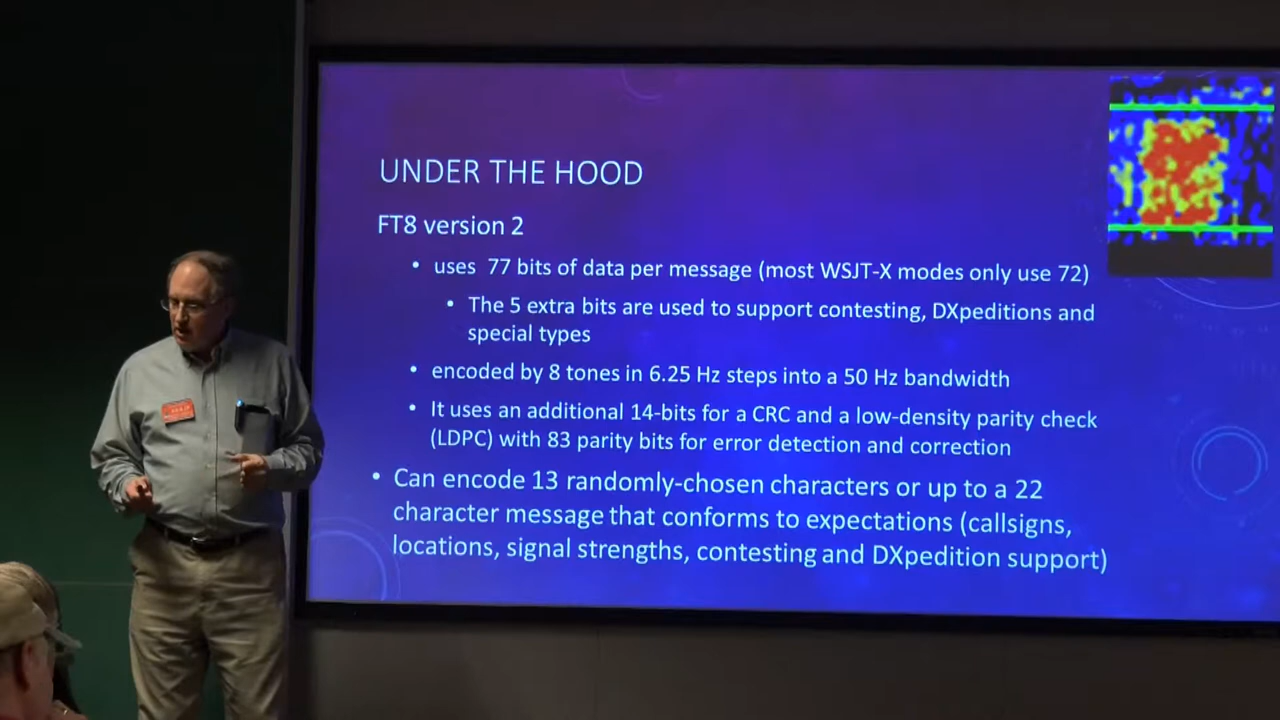 UNDER THE HOOD
FT8 version 2
• uses 77 bits of data per message (most WSJT-X modes only use 72)
• The 5 extra bits are used to support contesting, DXpeditions and
special types
• encoded by 8 tones in 6.25 Hz steps into a 50 Hz bandwidth
• It uses an additional 14-bits for a CRC and a low-density parity check
(LDPC) with 83 parity bits for error detection and correction
• Can encode 13 randomly-chosen characters or up to a 22
character message that conforms to expectations (callsigns,
locations, signal strengths, contesting and DXpedition support)